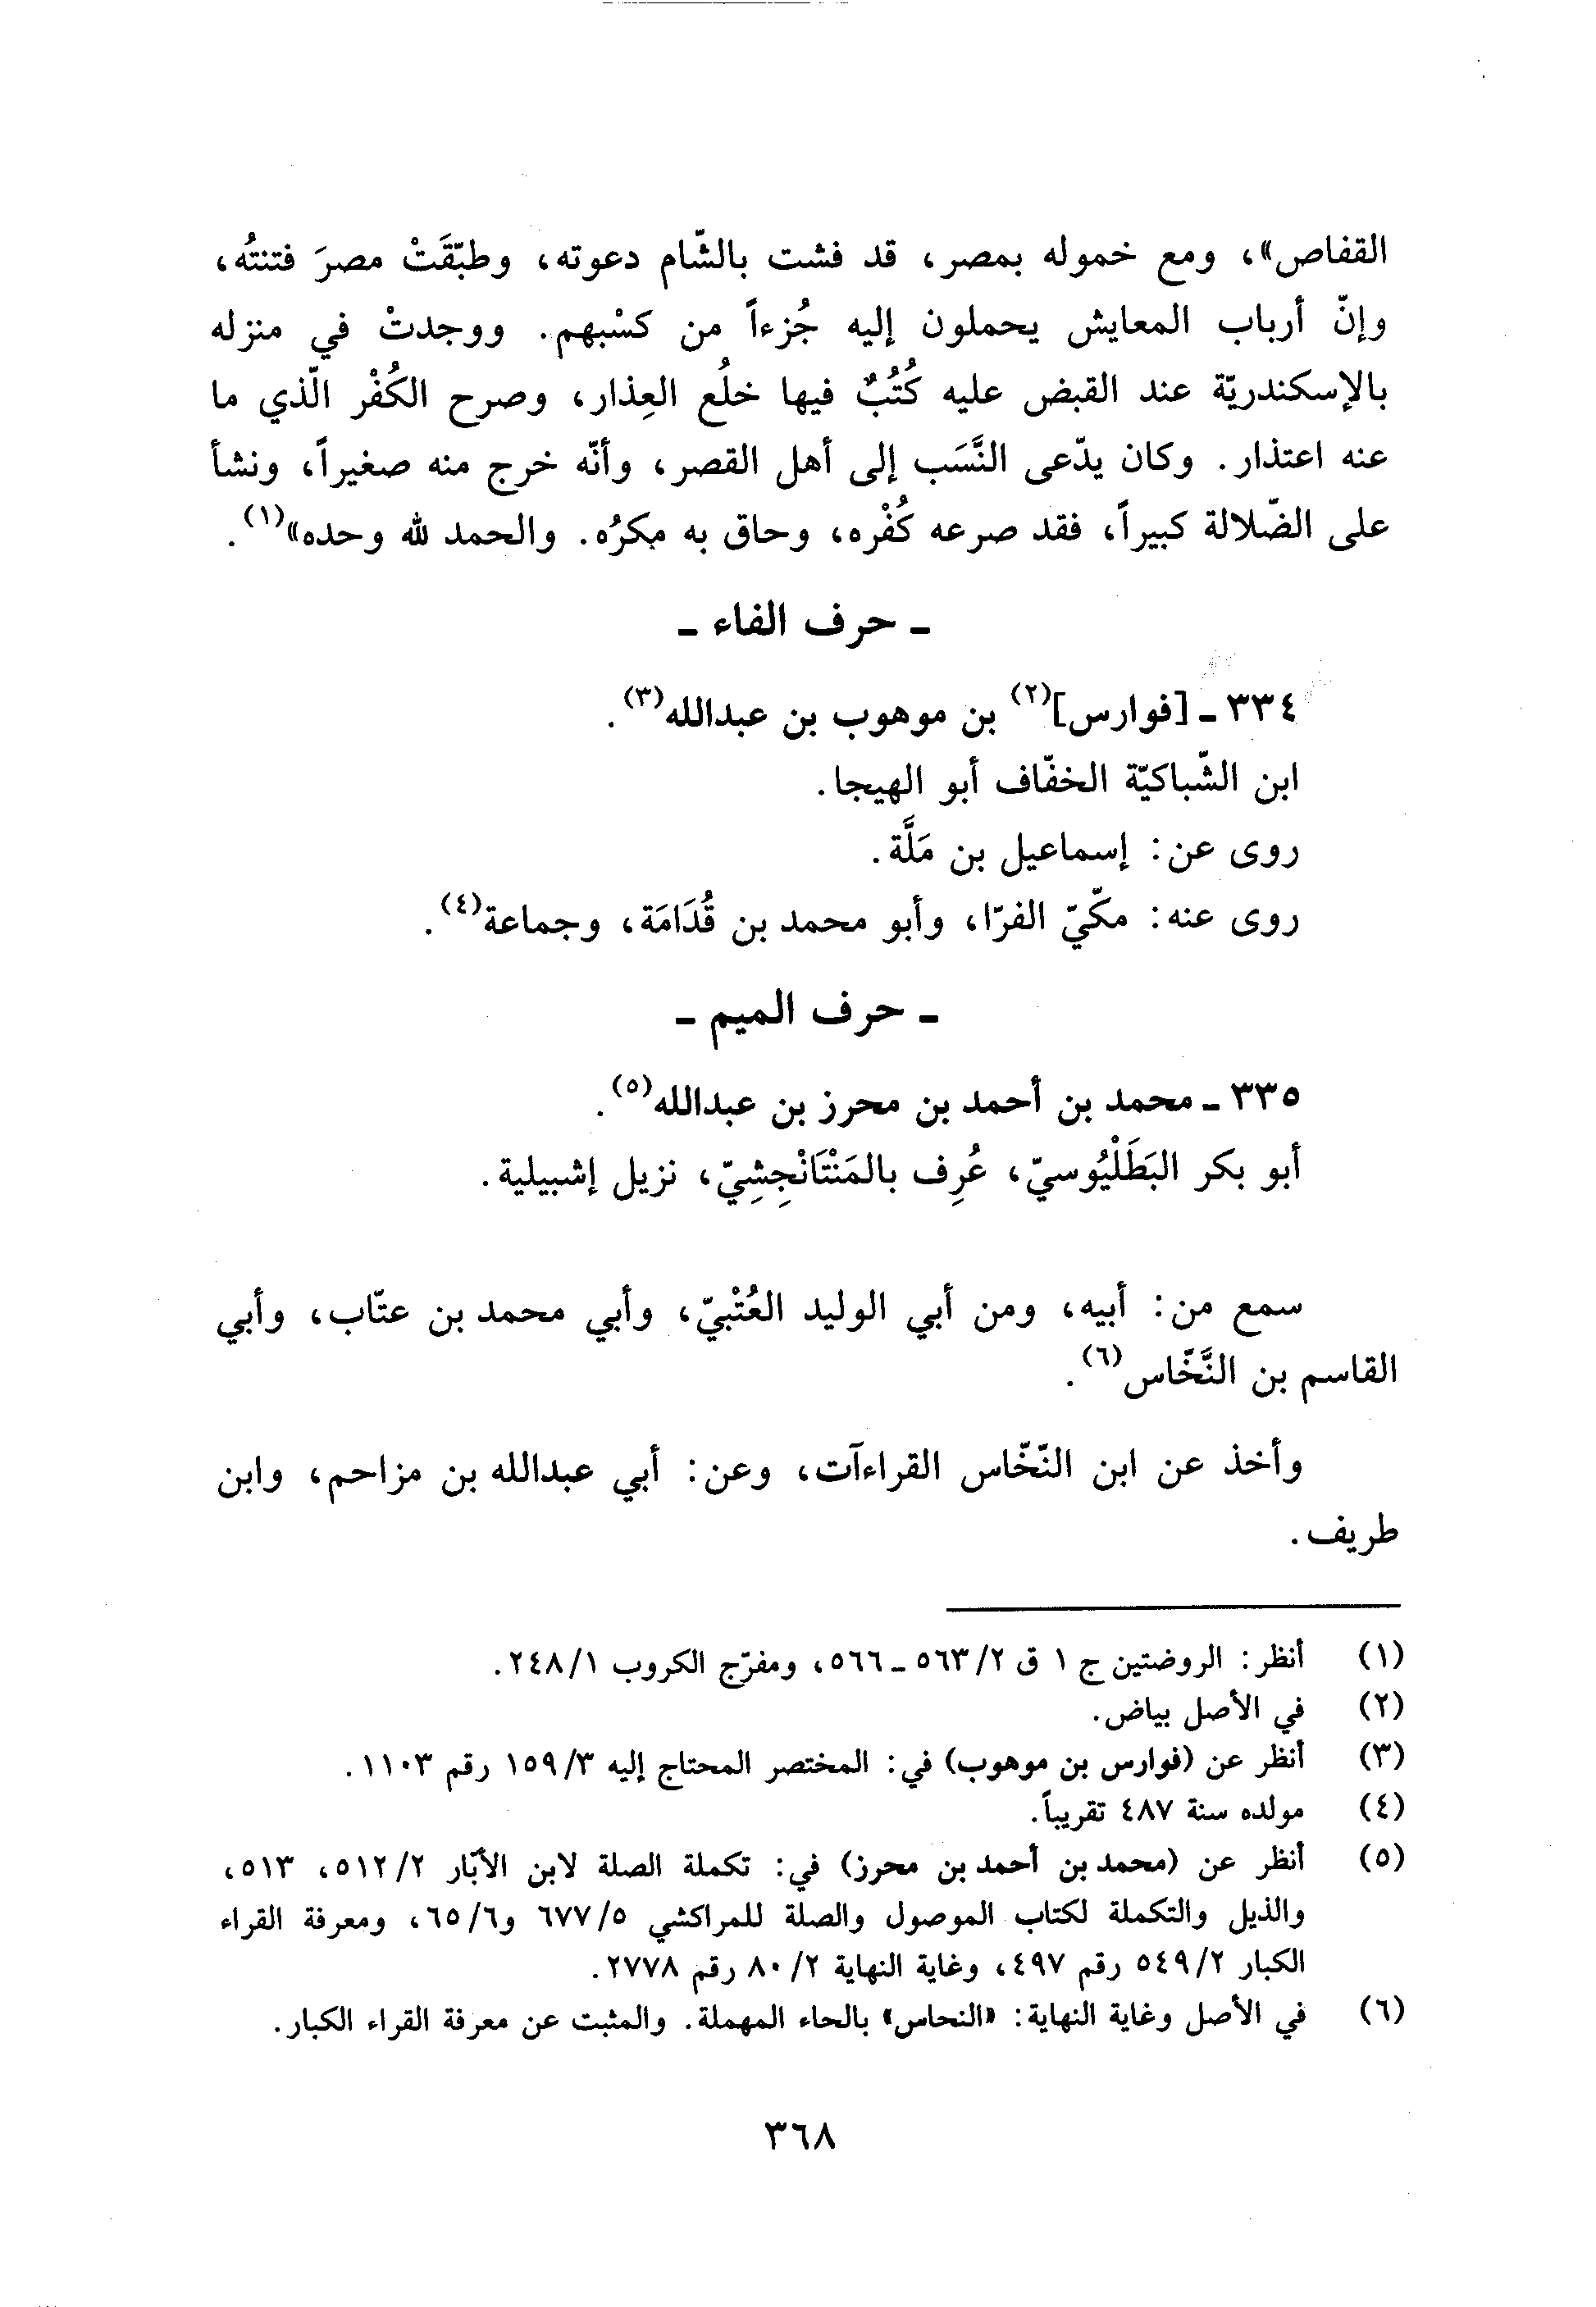 القفاص»، ومع خموله بمصر، قد فشت بالشّام دعوته، وطبّقَتْ مصرَ فتنتُه،
وإنّ أرباب المعايش يحملون إليه جُزءاً من كسْبهم. ووجدتْ في منزله
بالإسكندريّة عند القبض عليه كُتُبٌ فيها خلُع العِذار، وصرح الكُفْر الّذي ما
عنه اعتذار. وكان يدّعى النَّسَب إلى أهل القصر، وأنّه خرج منه صغيراً، ونشأ
على الضّلالة كبيراً، فقد صرعه كُفْره، وحاق به مكرُه. والحمد لله وحده»(١).
ـ حرف الفاء ـ
٣٣٤ ـ [فوارس](٢) بن موهوب بن عبدالله(٣).
ابن الشّباكيّة الخفّاف أبو الهيجا.
روى عن: إسماعيل بن مَلَّة.
روى عنه: مكّيّ الفرّا، وأبو محمد بن قُدَامَة، وجماعة(٤).
ـ حرف الميم ـ
٣٣٥ ـ محمد بن أحمد بن محرز بن عبدالله(٥).
أبو بكر البَطَلْيُوسيّ، عُرِف بالمَنْتَانْجِشِيّ، نزيل إشبيلية.
سمع من: أبيه، ومن أبي الوليد العُتْبيّ، وأبي محمد بن عتّاب، وأبي
القاسم بن النَّخّاس(٦).
وأخذ عن ابن النّخّاس القراءآت، وعن: أبي عبدالله بن مزاحم، وابن
طريف.
(١) أنظر: الروضتين ج ١ ق ٢/ ٥٦٣ ـ ٥٦٦، ومفرّج الكروب ١/ ٢٤٨.
(٢) في الأصل بياض.
(٣) أنظر عن (فوارس بن موهوب) في: المختصر المحتاج إليه ٣/ ١٥٩ رقم ١١٠٣.
(٤) مولده سنة ٤٨٧ تقريباً.
(٥) أنظر عن (محمد بن أحمد بن محرز) في: تكملة الصلة لابن الأبّار ٢/ ٥١٢، ٥١٣،
والذيل والتكملة لكتاب الموصول والصلة للمراكشي ٥/ ٦٧٧ و٦/ ٦٥، ومعرفة القراء
الكبار ٢/ ٥٤٩ رقم ٤٩٧، وغاية النهاية ٢/ ٨٠ رقم ٢٧٧٨.
(٦) في الأصل وغاية النهاية: «النحاس» بالحاء المهملة. والمثبت عن معرفة القراء الكبار.
٣٦٨